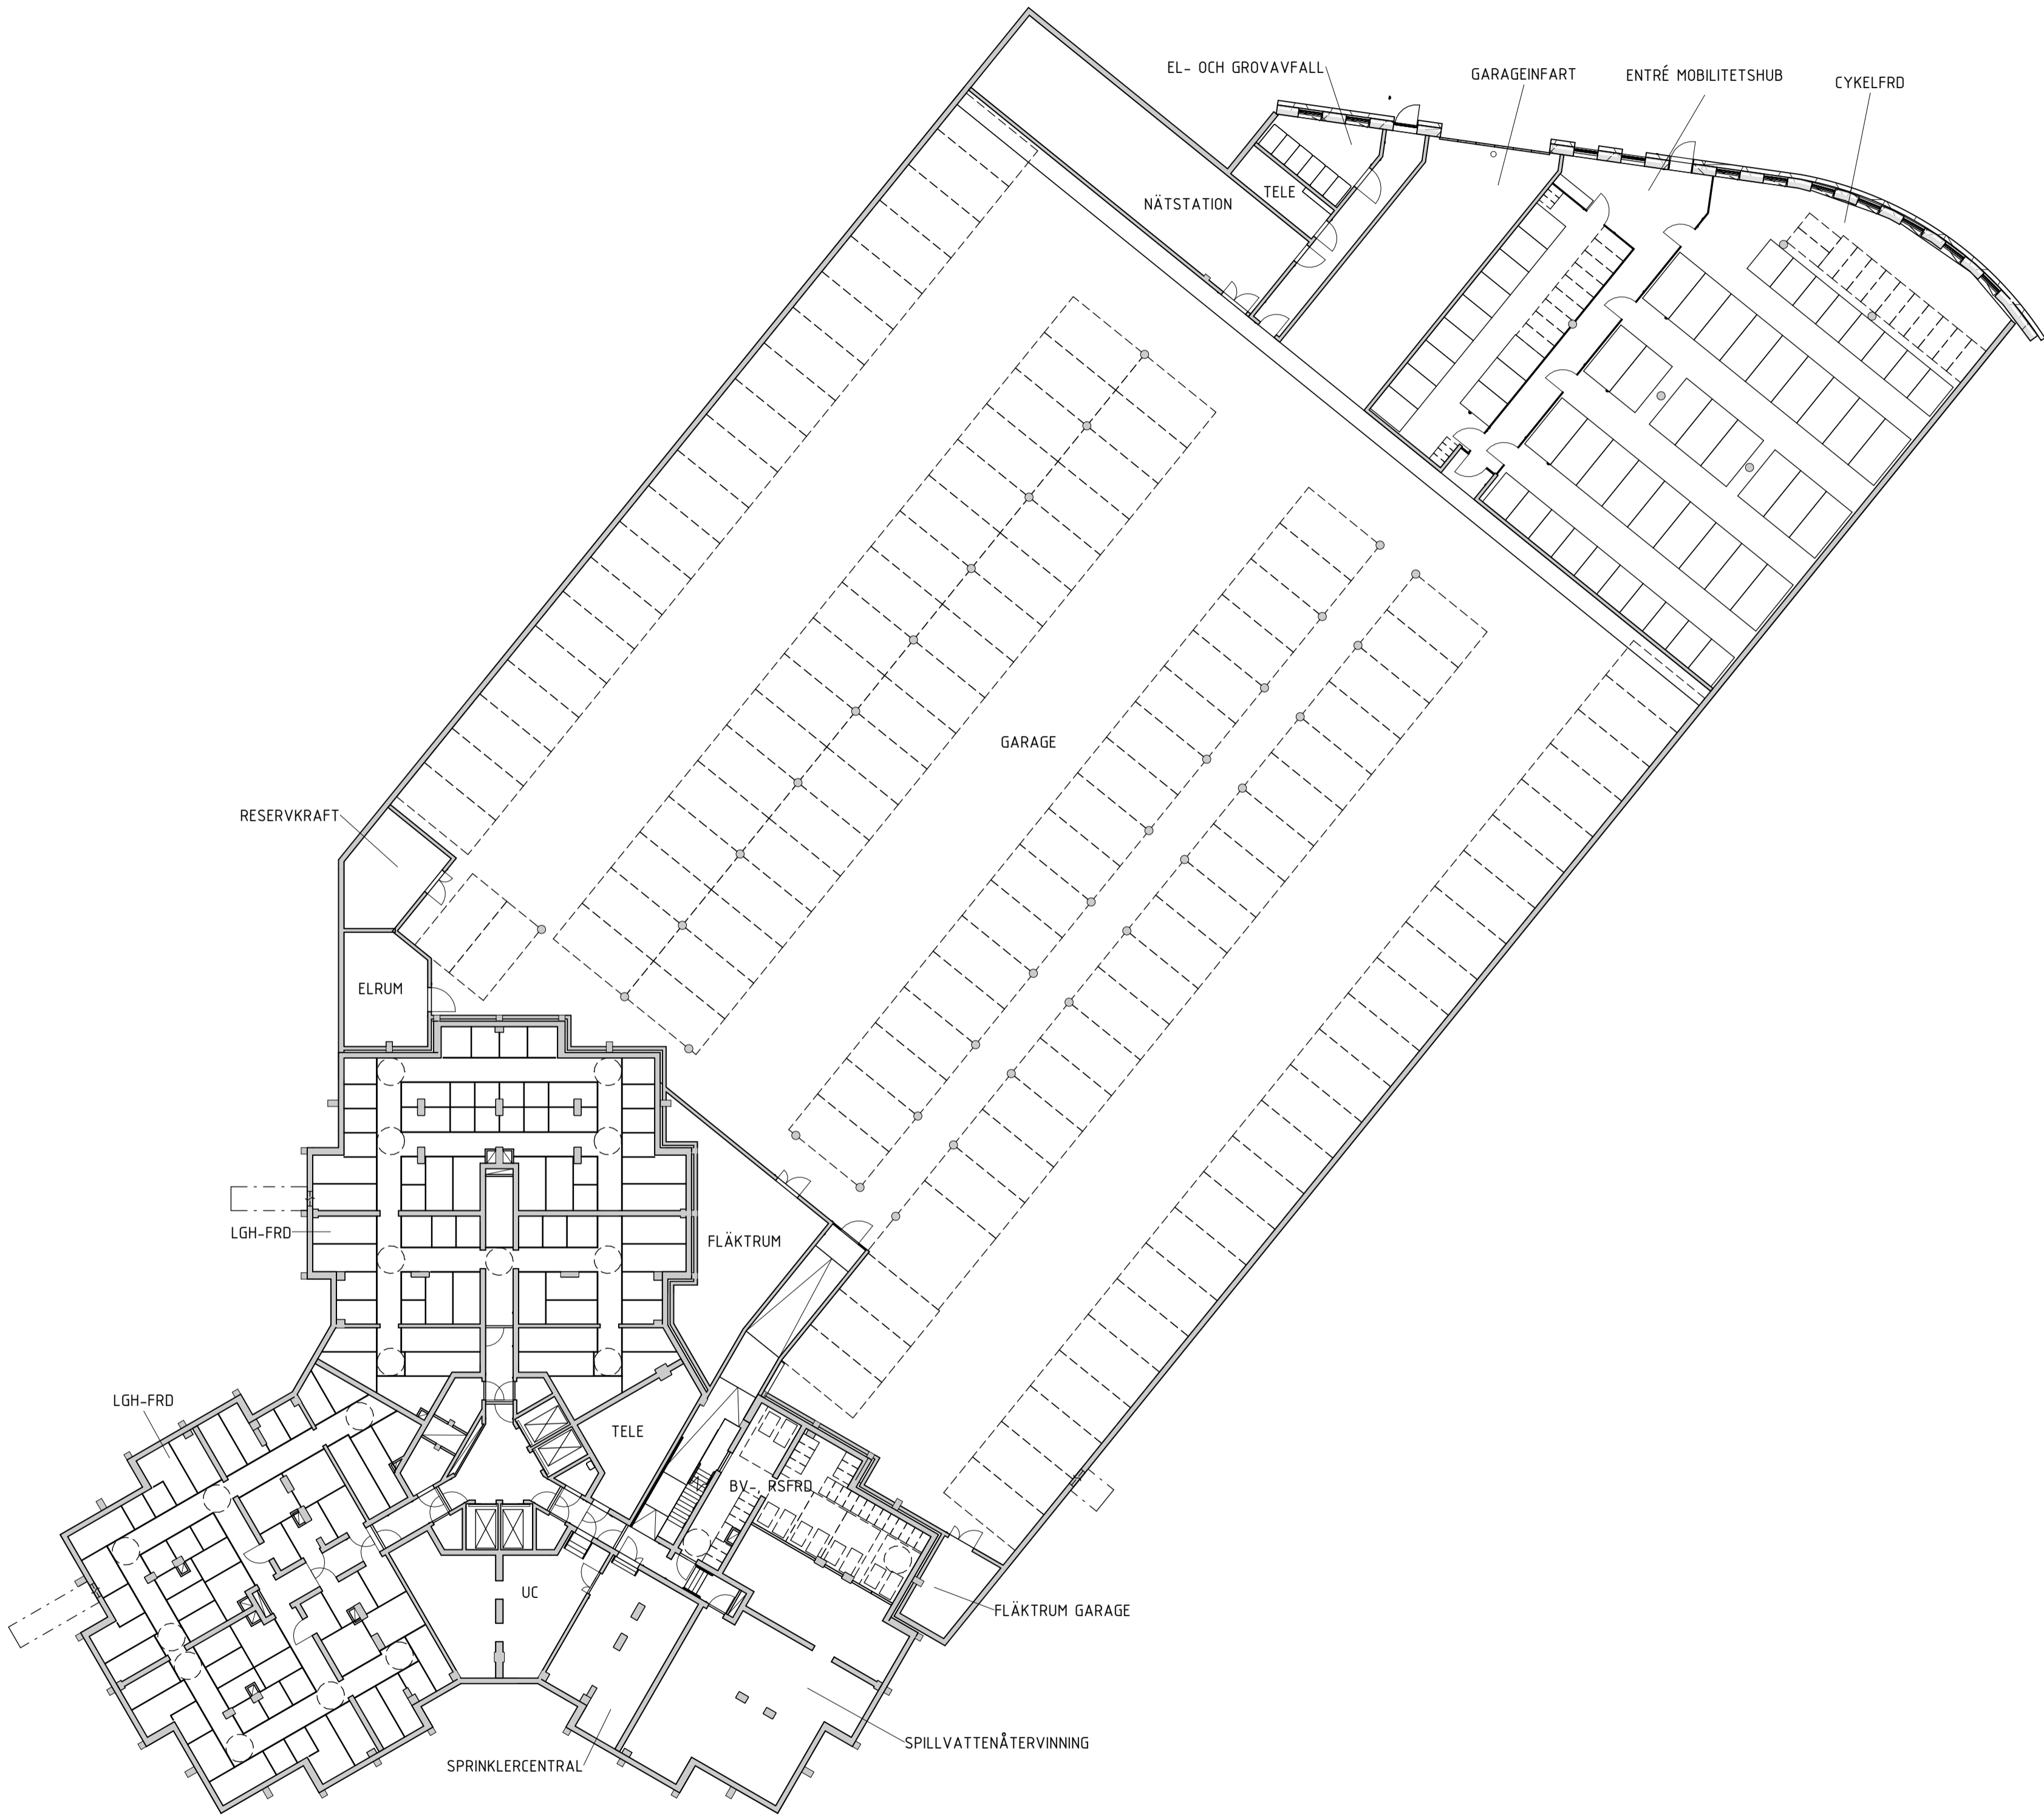 EL- OCH GROVAVFALL
GARAGEINFART
ENTRÉ MOBILITETSHUB
CYKELFRD
TELE
NÄTSTATION
GARAGE
RESERVKRAFT
ELRUM
LGH-FRD
FLÄKTRUM
LGH-FRD
TELE
BV-, RSFRD
UC
FLÄKTRUM GARAGE
SPILLVATTENÅTERVINNING
SPRINKLERCENTRAL